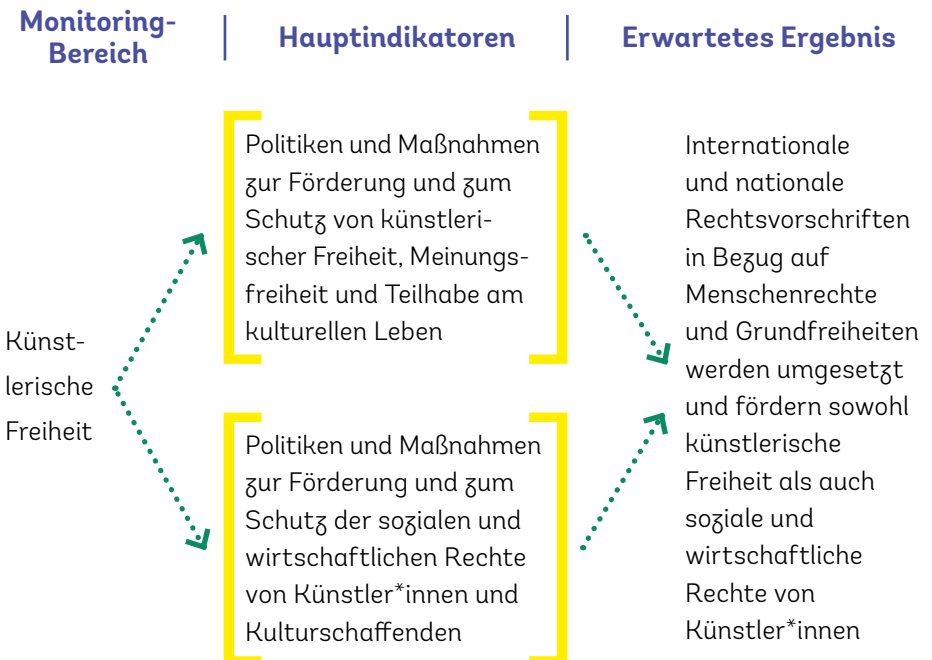 Monitoring-
Bereich
Hauptindikatoren
Erwartetes Ergebnis
Künst-
lerische
Freiheit
Politiken und Maßnahmen
zur Förderung und zum
Schutz von künstleri-
scher Freiheit, Meinungs-
freiheit und Teilhabe am
kulturellen Leben
Politiken und Maßnahmen
zur Förderung und zum
Schutz der sozialen und
wirtschaftlichen Rechte
von Künstler*innen und
Kulturschaffenden
Internationale
und nationale
Rechtsvorschriften
in Bezug auf
Menschenrechte
und Grundfreiheiten
werden umgesetzt
und fördern sowohl
künstlerische
Freiheit als auch
soziale und
wirtschaftliche
Rechte von
Künstler*innen